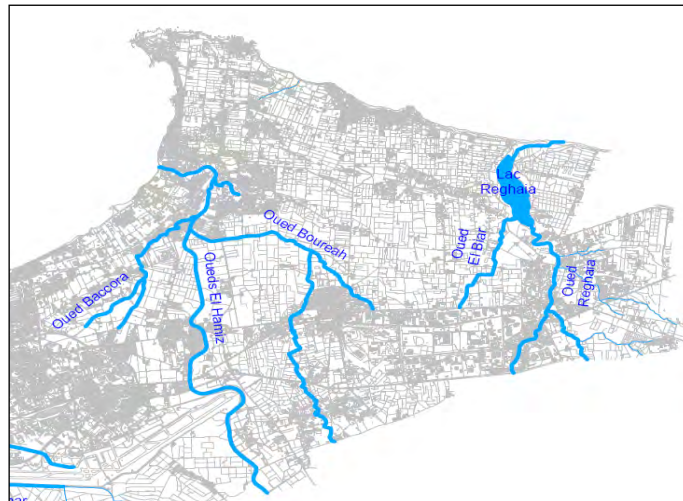 Lac
Reghaia
Oued Boureah
Oued
El Biar
Oued
Reghaia
Oued Baccora
Oueds El Hamiz